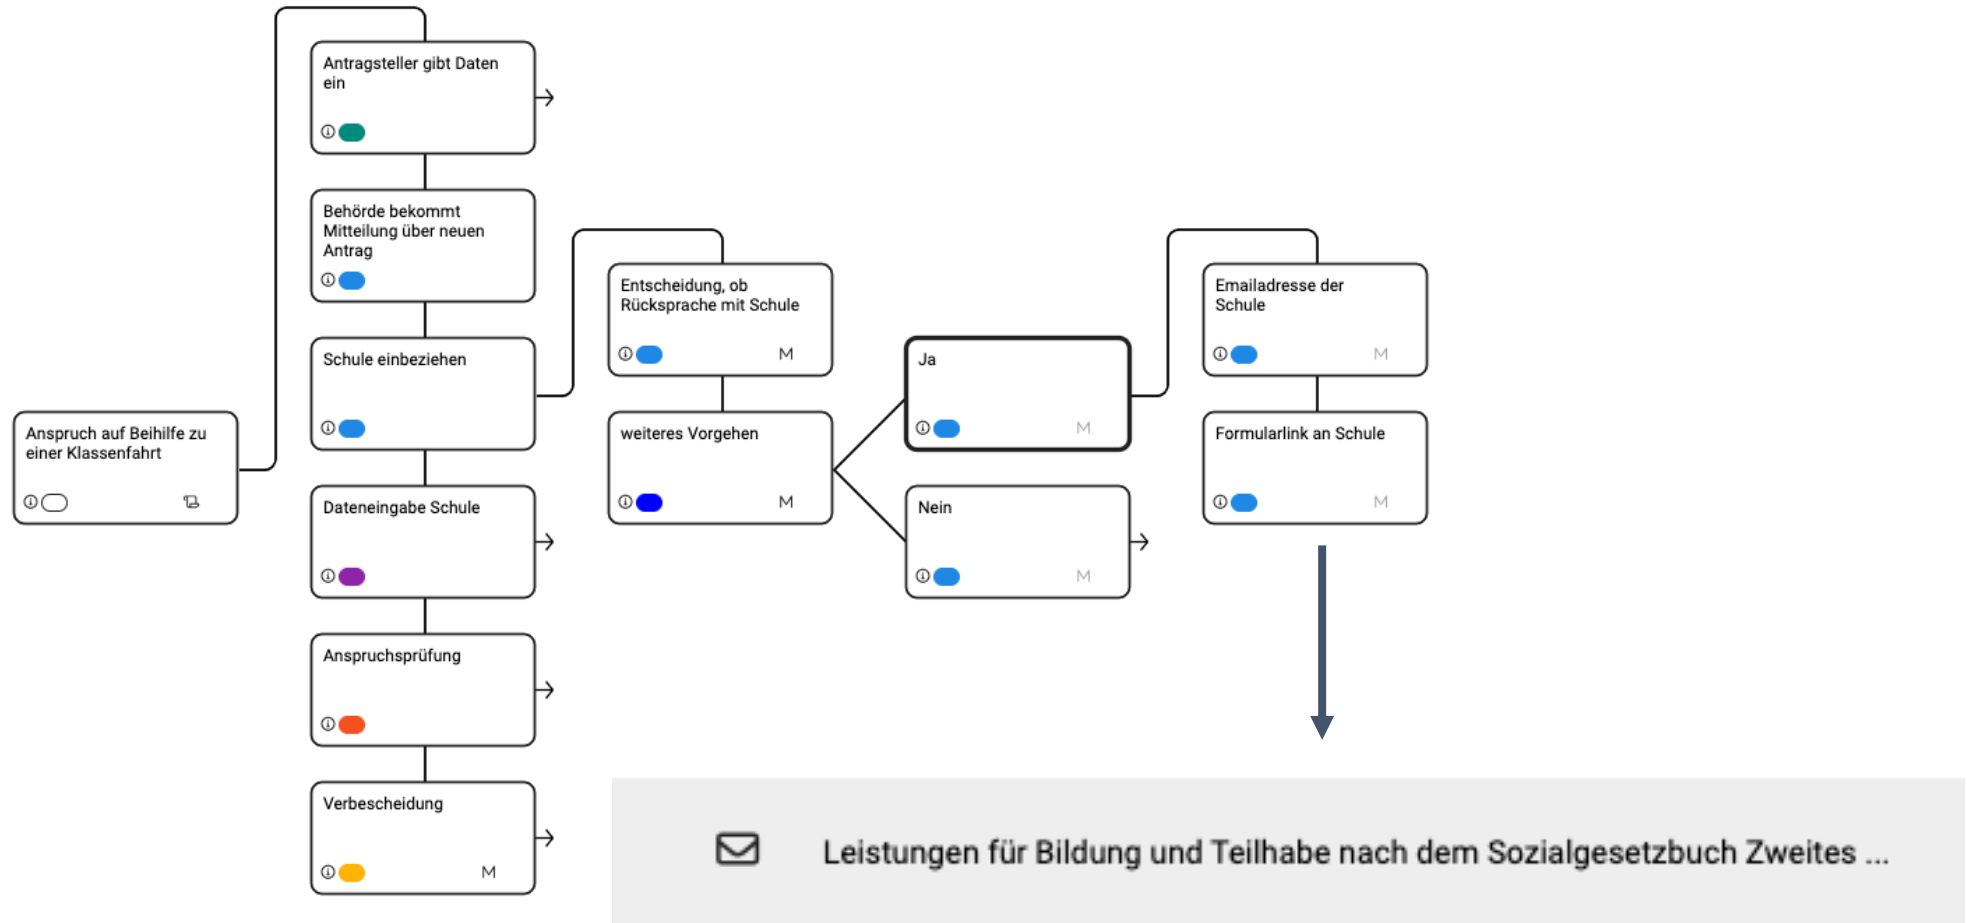 Anspruch auf Beihilfe zu
einer Klassenfahrt
Antragsteller gibt Daten
ein
Behörde bekommt
Mitteilung über neuen
Antrag
Schule einbeziehen
Dateneingabe Schule
Anspruchsprüfung
Verbescheidung
M
Entscheidung, ob
Rücksprache mit Schule
M
weiteres Vorgehen
M
Ja
M
Nein
M
Emailadresse der
Schule
M
Formularlink an Schule
M
Leistungen für Bildung und Teilhabe nach dem Sozialgesetzbuch Zweites ...